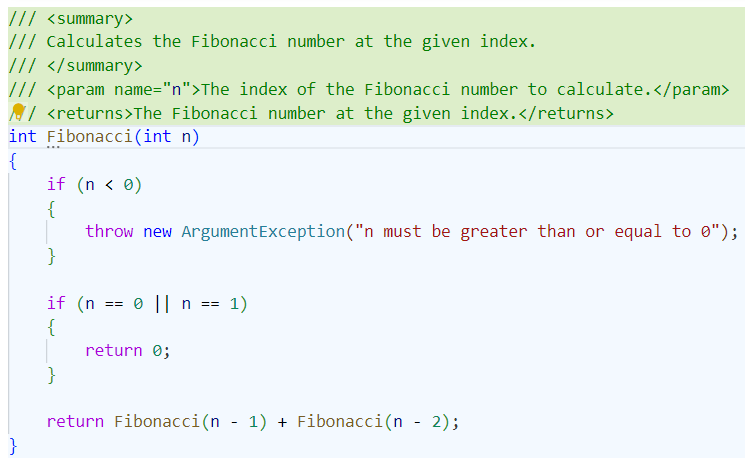 /// <summary>
/// Calculates the Fibonacci number at the given index.
/// </summary>
/// <param name="n">The index of the Fibonacci number to calculate.</param>
/// <returns>The Fibonacci number at the given index.</returns>
int Fibonacci(int n)
{
    if (n < 0)
    {
        throw new ArgumentException("n must be greater than or equal to 0");
    }

    if (n == 0 || n == 1)
    {
        return 0;
    }

    return Fibonacci(n - 1) + Fibonacci(n - 2);
}